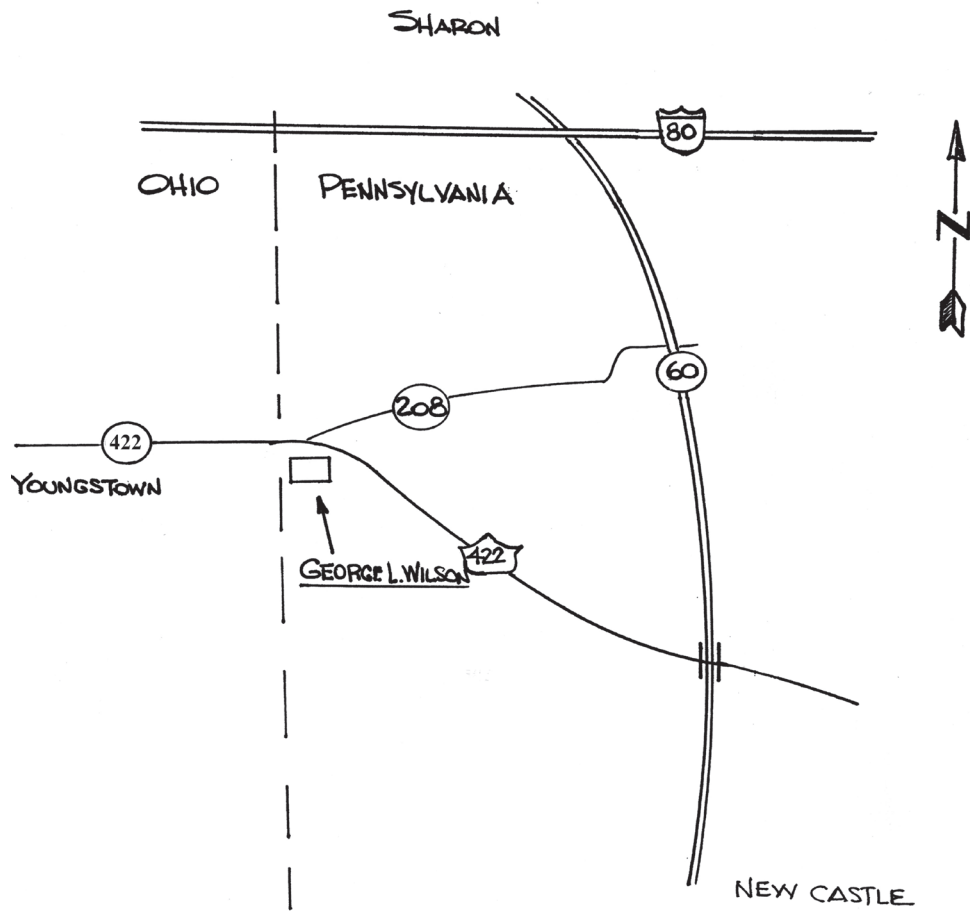 SHARON
80
OHIO
PENNSYLVANIA
N
60
208
422
YOUNGSTOWN
422
GEORGE L. WILSON
NEW CASTLE